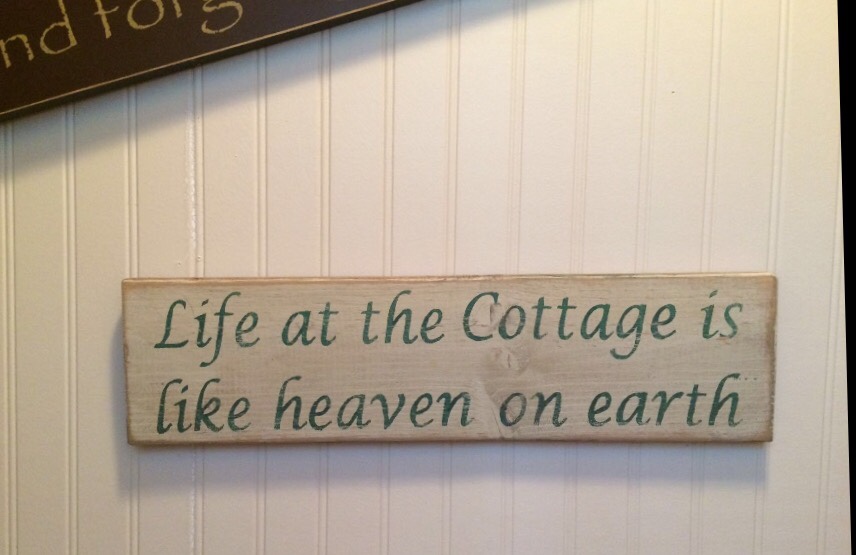 Life at the Cottage is
like heaven on earth